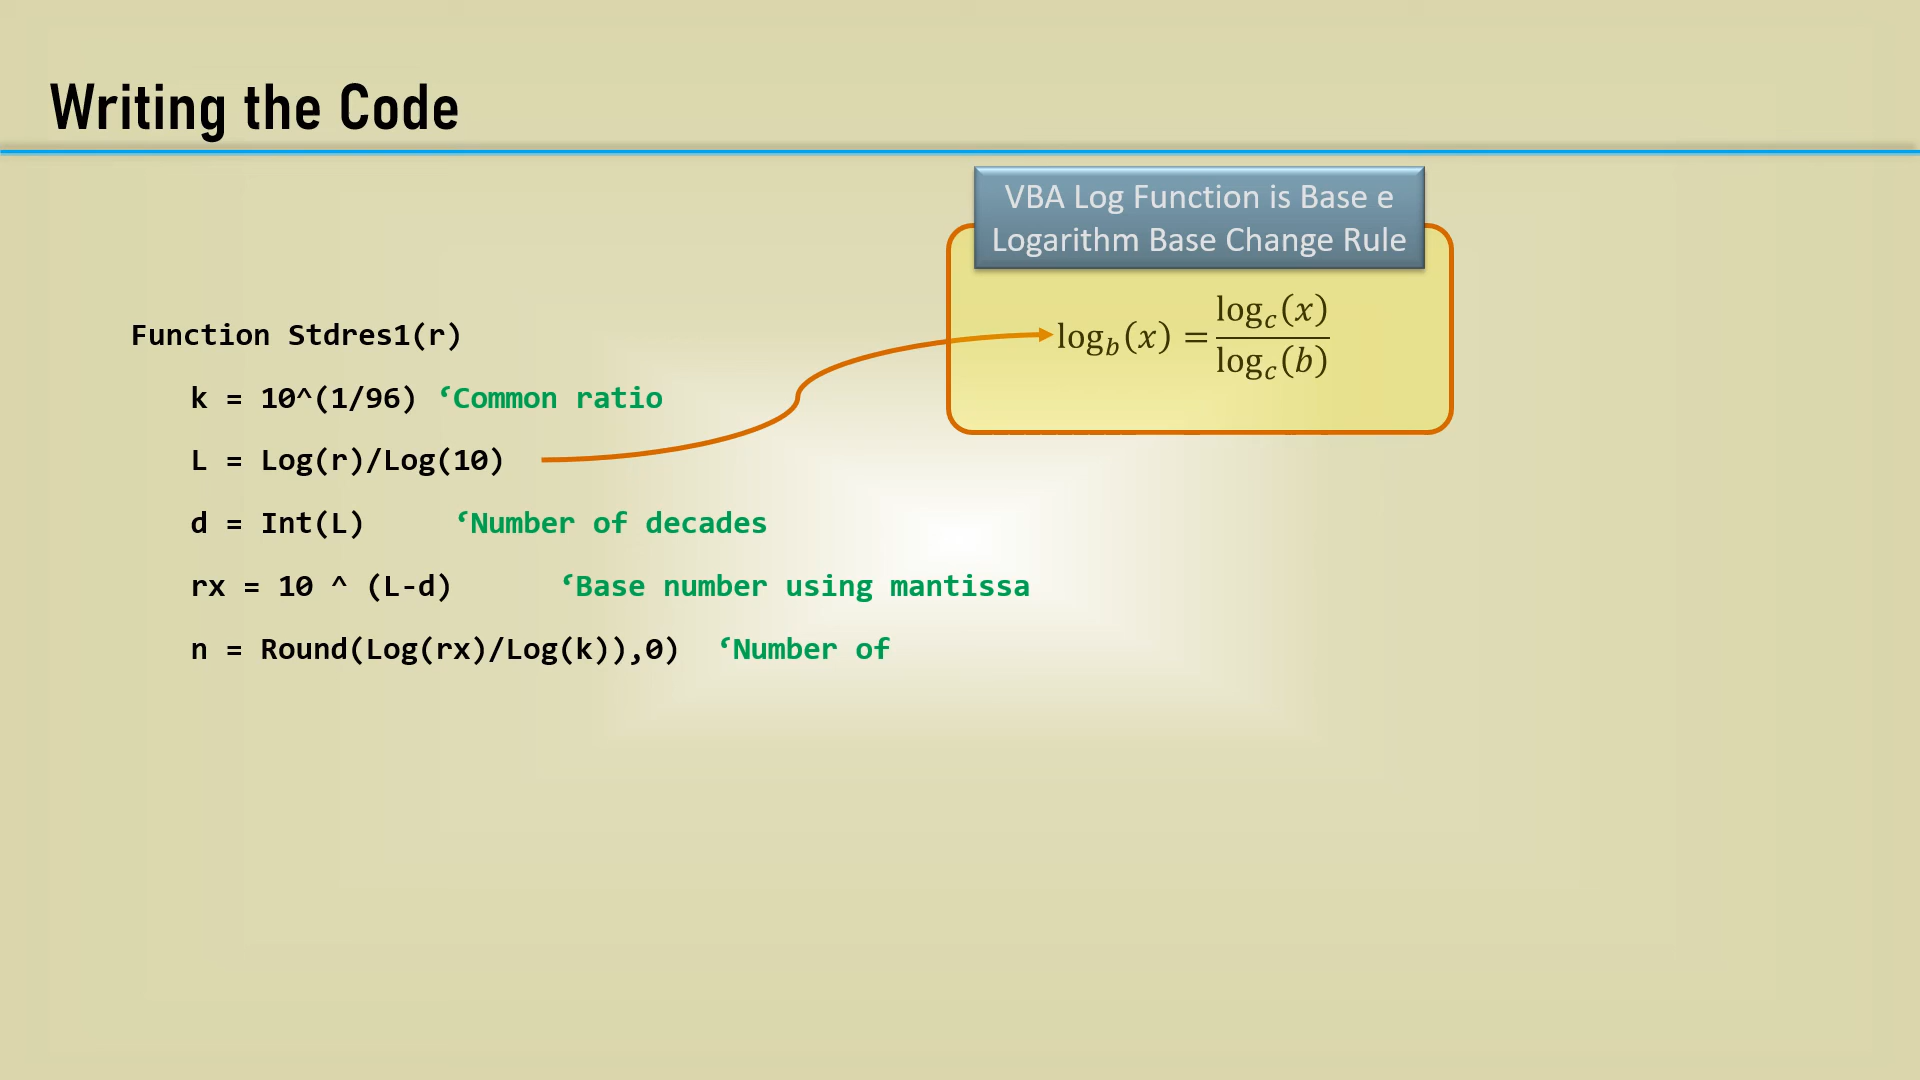 Writing the Code
VBA Log Function is Base e
Logarithm Base Change Rule
log_b(x) = log_c(x) / log_c(b)
Function Stdres1(r)
k = 10^(1/96) ‘Common ratio
L = Log(r)/Log(10)
d = Int(L) ‘Number of decades
rx = 10 ^ (L-d) ‘Base number using mantissa
n = Round(Log(rx)/Log(k)),0) ‘Number of